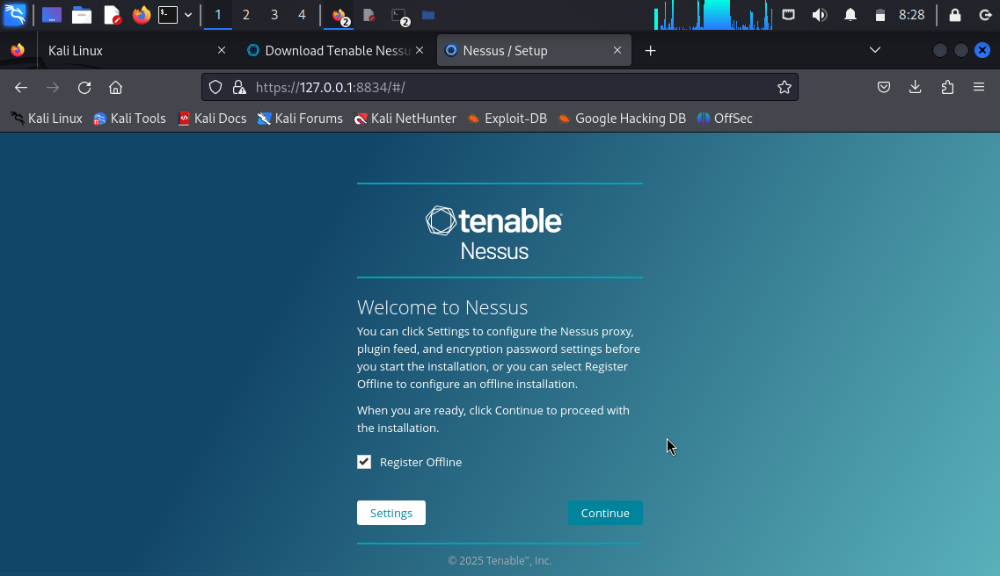 1 2 3 4 2 2 8:28
Kali Linux
Download Tenable Nessu
Nessus / Setup
https://127.0.0.1:8834/#/
Kali Linux Kali Tools Kali Docs Kali Forums Kali NetHunter Exploit-DB Google Hacking DB OffSec
tenable
Nessus
Welcome to Nessus
You can click Settings to configure the Nessus proxy,
plugin feed, and encryption password settings before
you start the installation, or you can select Register
Offline to configure an offline installation.
When you are ready, click Continue to proceed with
the installation.
Register Offline
Settings Continue
© 2025 Tenable™, Inc.